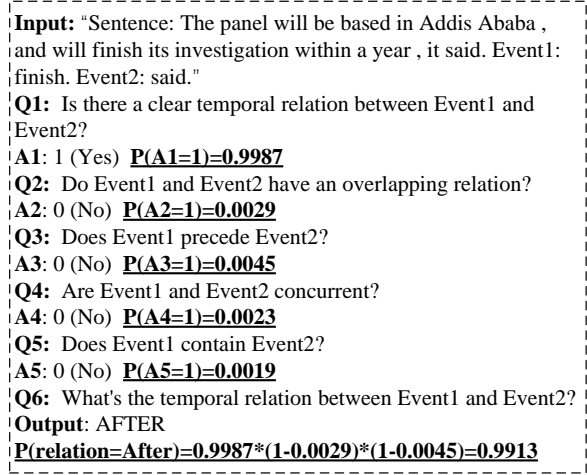 Input: "Sentence: The panel will be based in Addis Ababa ,
and will finish its investigation within a year , it said. Event1:
finish. Event2: said."
Q1: Is there a clear temporal relation between Event1 and
Event2?
A1: 1 (Yes) P(A1=1)=0.9987
Q2: Do Event1 and Event2 have an overlapping relation?
A2: 0 (No) P(A2=1)=0.0029
Q3: Does Event1 precede Event2?
A3: 0 (No) P(A3=1)=0.0045
Q4: Are Event1 and Event2 concurrent?
A4: 0 (No) P(A4=1)=0.0023
Q5: Does Event1 contain Event2?
A5: 0 (No) P(A5=1)=0.0019
Q6: What's the temporal relation between Event1 and Event2?
Output: AFTER
P(relation=After)=0.9987*(1-0.0029)*(1-0.0045)=0.9913